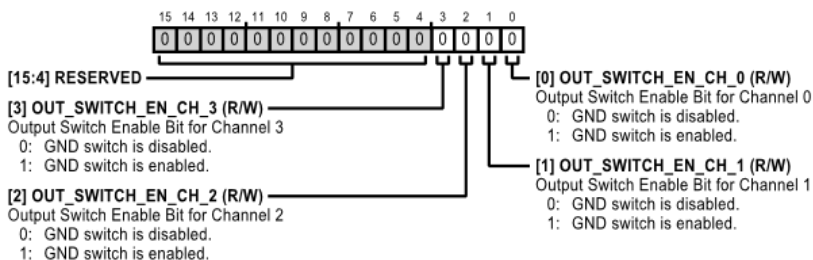 15 14 13 12 11 10 9 8 7 6 5 4 3 2 1 0
0 0 0 0 0 0 0 0 0 0 0 0 0 0 0 0
[15:4] RESERVED
[3] OUT_SWITCH_EN_CH_3 (R/W)
Output Switch Enable Bit for Channel 3
0: GND switch is disabled.
1: GND switch is enabled.
[2] OUT_SWITCH_EN_CH_2 (R/W)
Output Switch Enable Bit for Channel 2
0: GND switch is disabled.
1: GND switch is enabled.
[0] OUT_SWITCH_EN_CH_0 (R/W)
Output Switch Enable Bit for Channel 0
0: GND switch is disabled.
1: GND switch is enabled.
[1] OUT_SWITCH_EN_CH_1 (R/W)
Output Switch Enable Bit for Channel 1
0: GND switch is disabled.
1: GND switch is enabled.